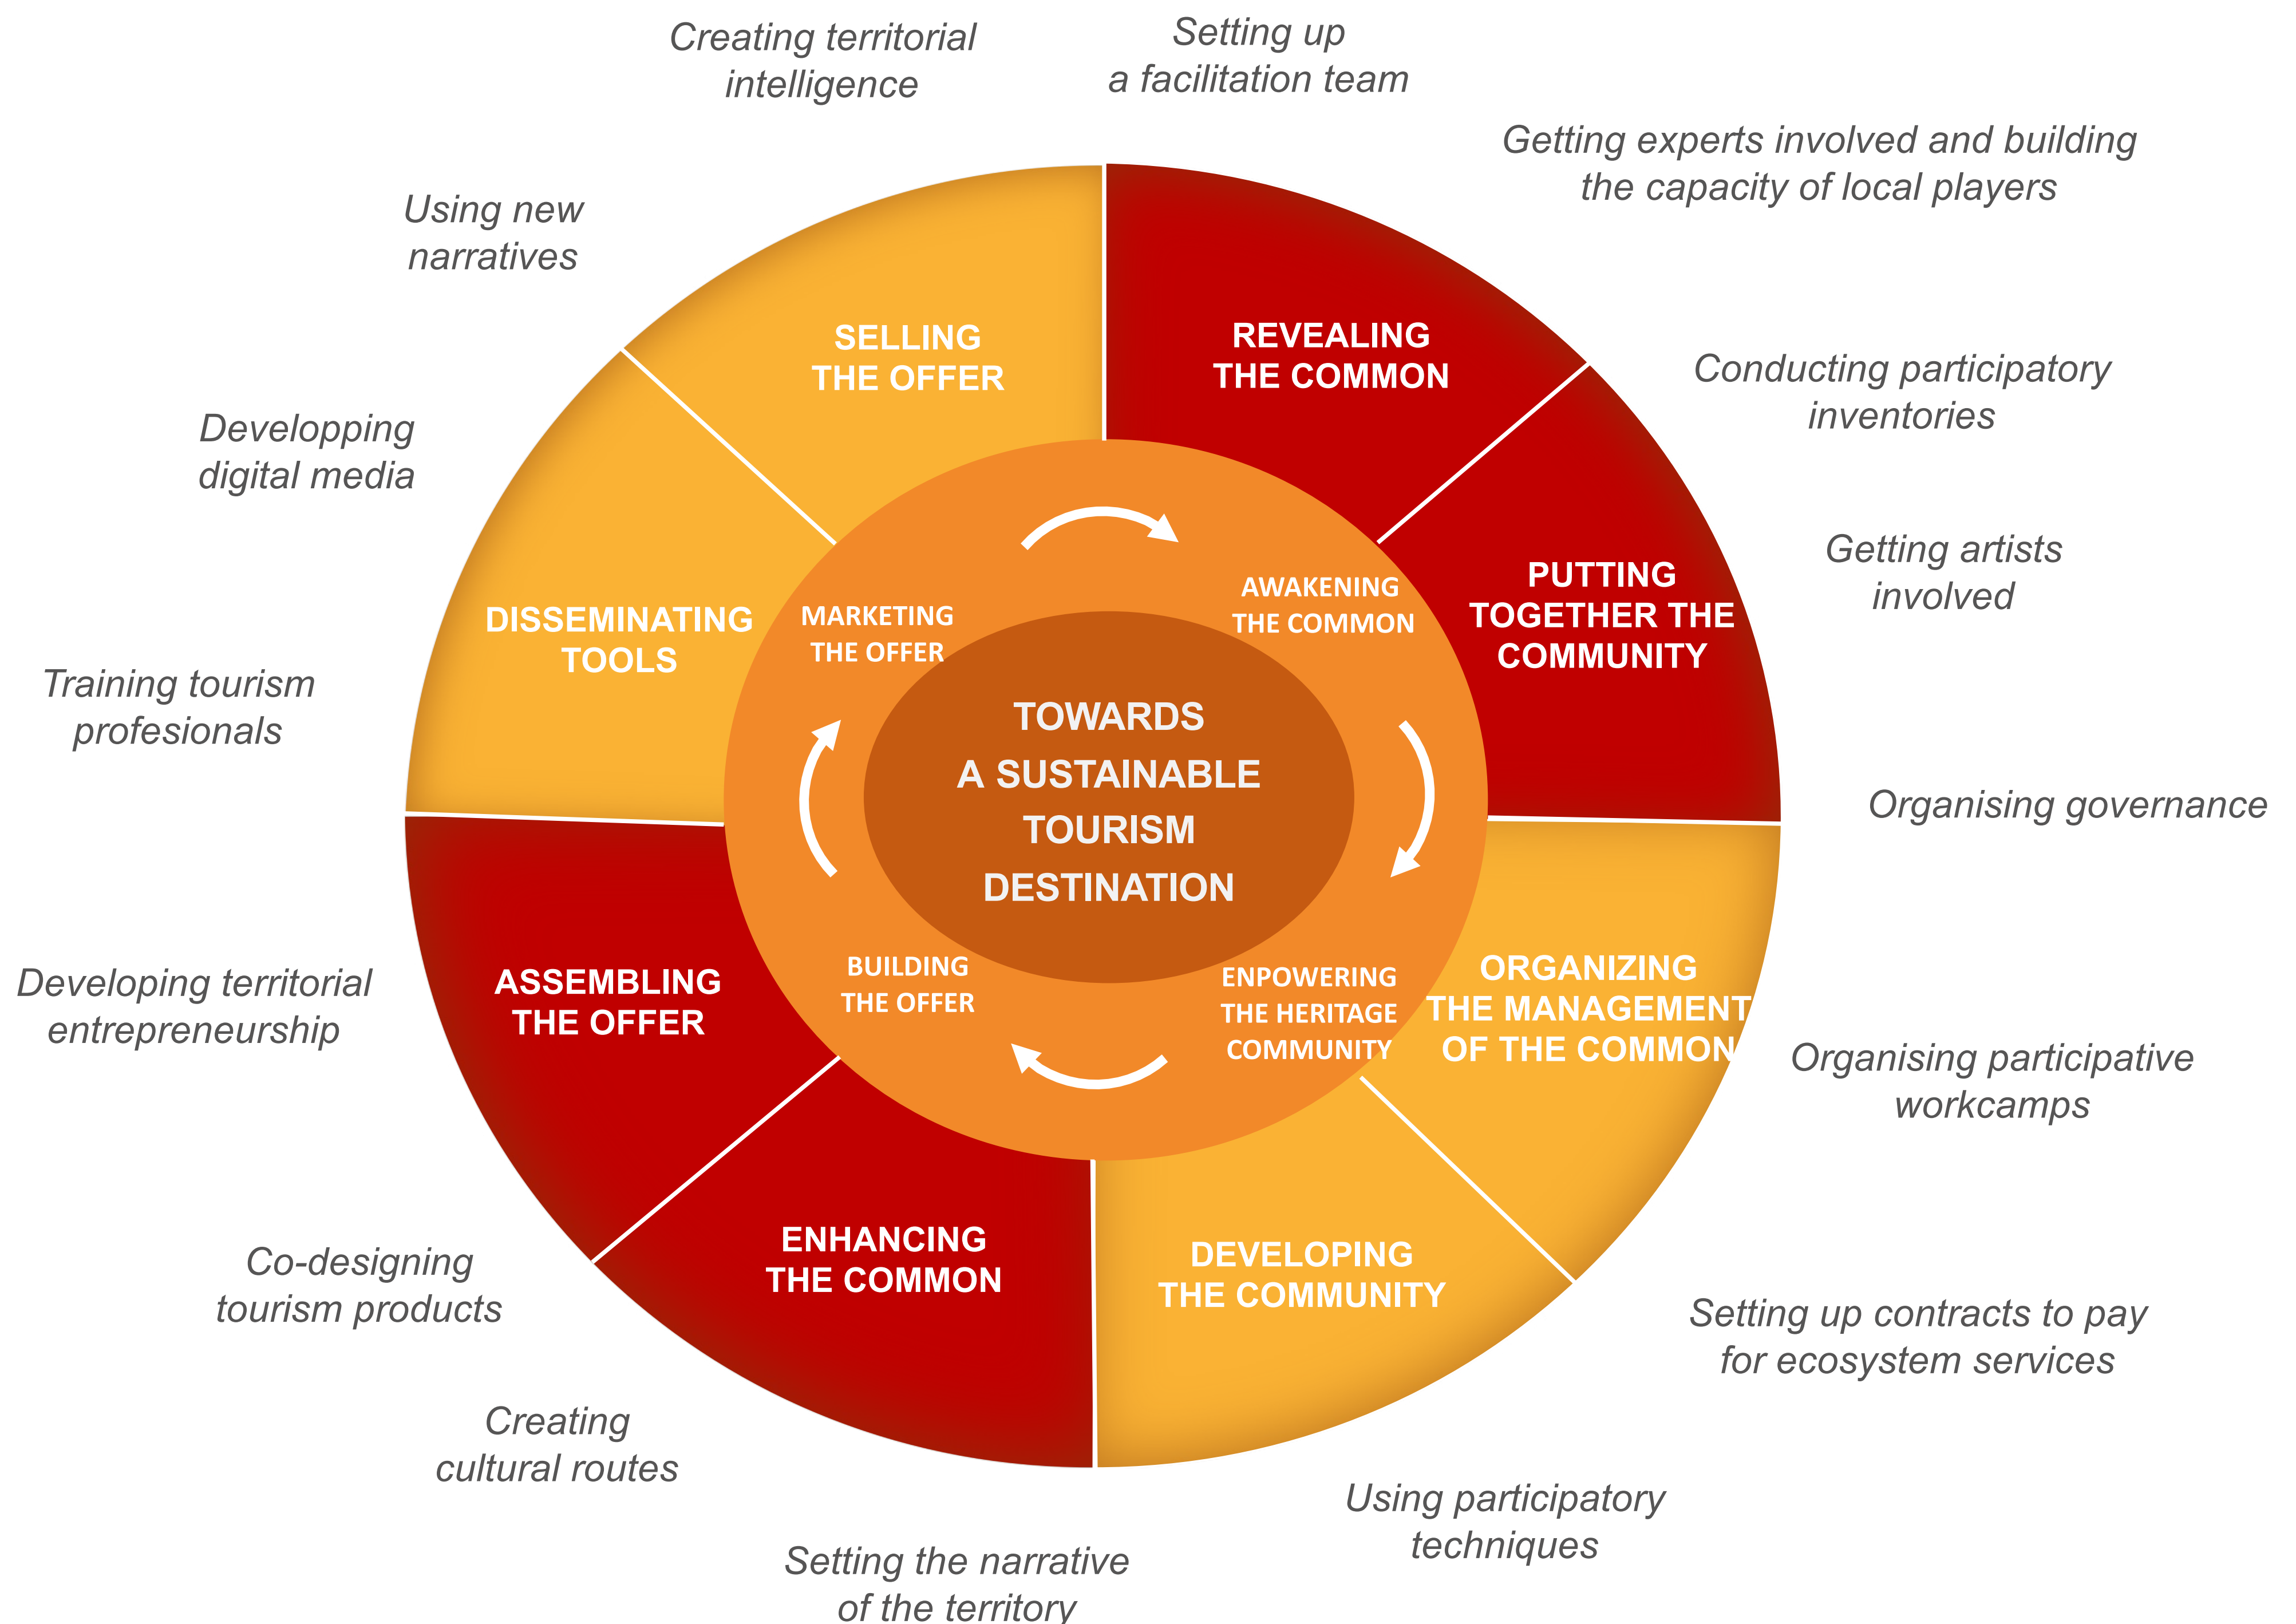 Creating territorial
intelligence
Setting up
a facilitation team
Getting experts involved and building
the capacity of local players
Conducting participatory
inventories
Getting artists
involved
Organising governance
Organising participative
workcamps
Setting up contracts to pay
for ecosystem services
Using participatory
techniques
Setting the narrative
of the territory
Creating
cultural routes
Co-designing
tourism products
Developing territorial
entrepreneurship
Training tourism
profesionals
Developping
digital media
Using new
narratives
SELLING
THE OFFER
REVEALING
THE COMMON
PUTTING
TOGETHER THE
COMMUNITY
ORGANIZING
THE MANAGEMENT
OF THE COMMON
DEVELOPING
THE COMMUNITY
ENHANCING
THE COMMON
ASSEMBLING
THE OFFER
DISSEMINATING
TOOLS
MARKETING
THE OFFER
AWAKENING
THE COMMON
ENPOWERING
THE HERITAGE
COMMUNITY
BUILDING
THE OFFER
TOWARDS
A SUSTAINABLE
TOURISM
DESTINATION